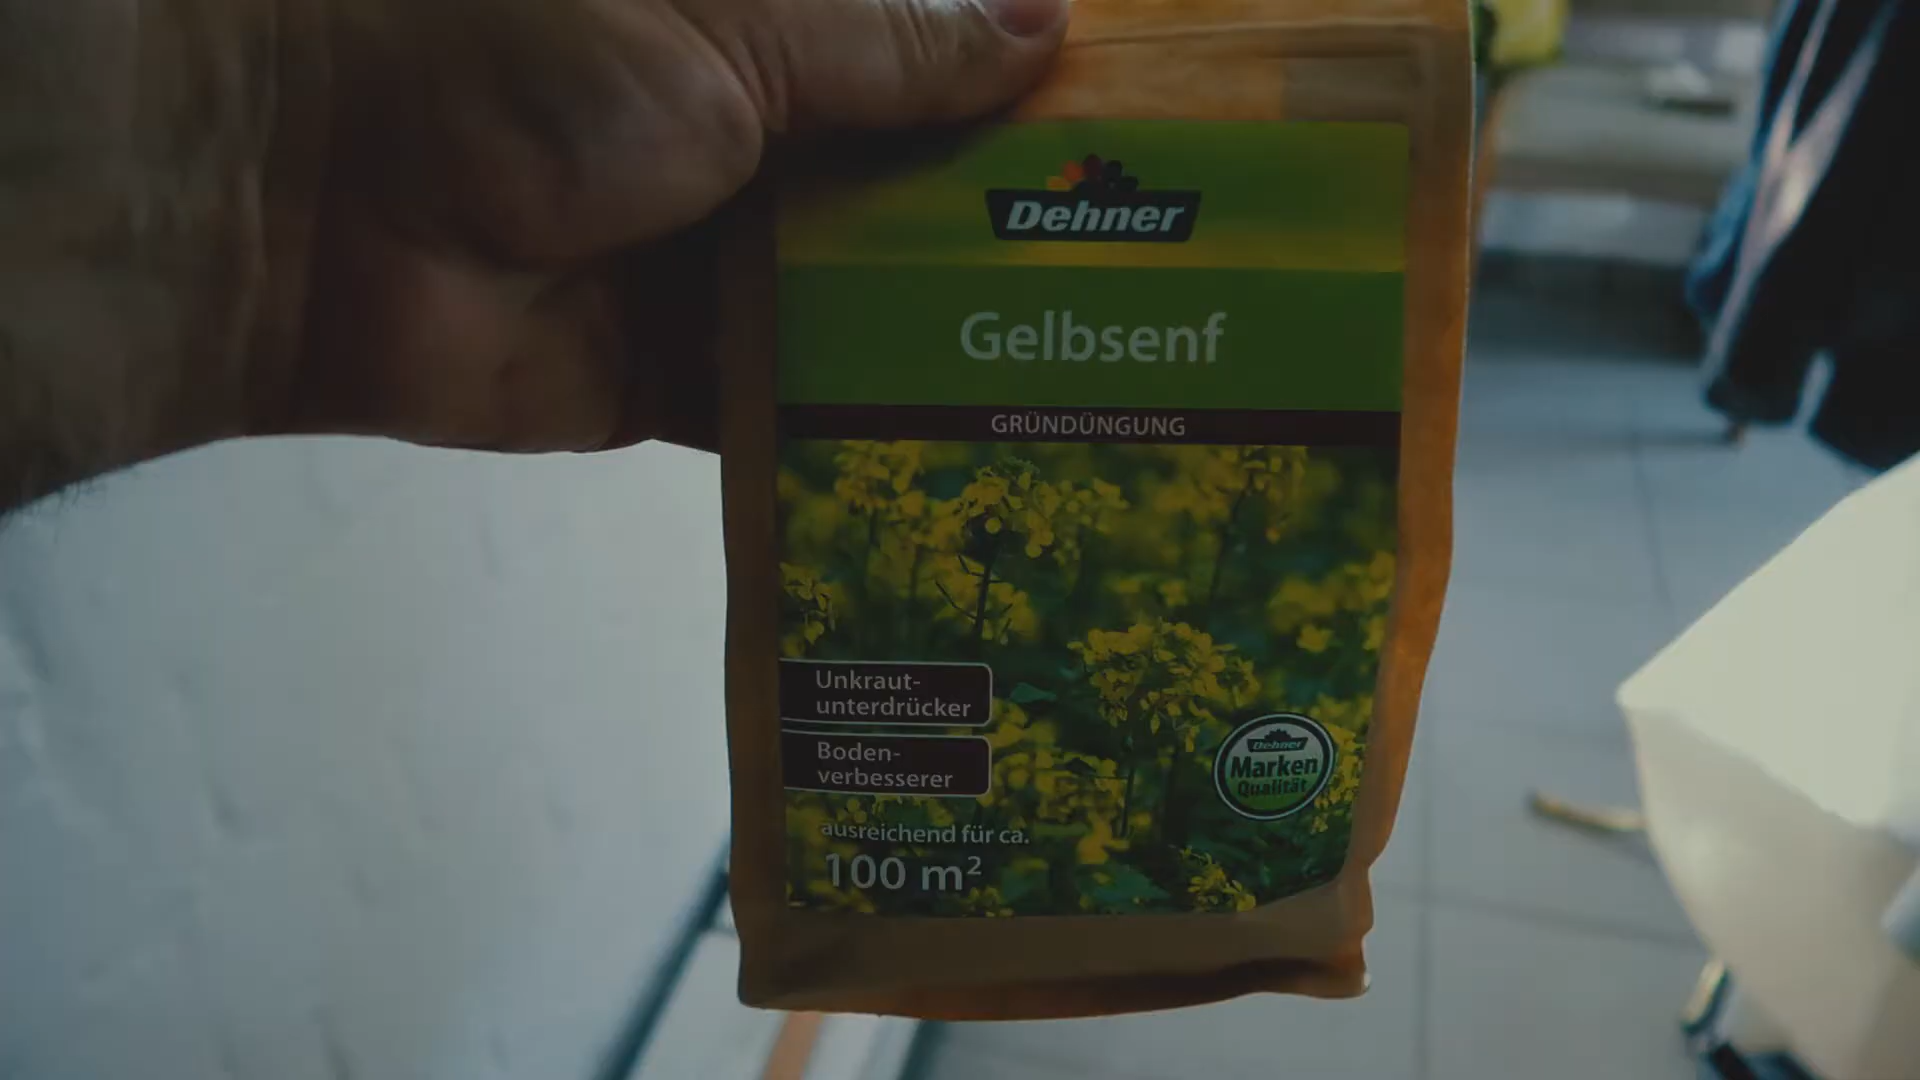 Dehner
Gelbsenf
GRÜNDÜNGUNG
Unkraut-
unterdrücker
Boden-
verbesserer
Dehner
Marken
Qualität
ausreichend für ca.
100 m²